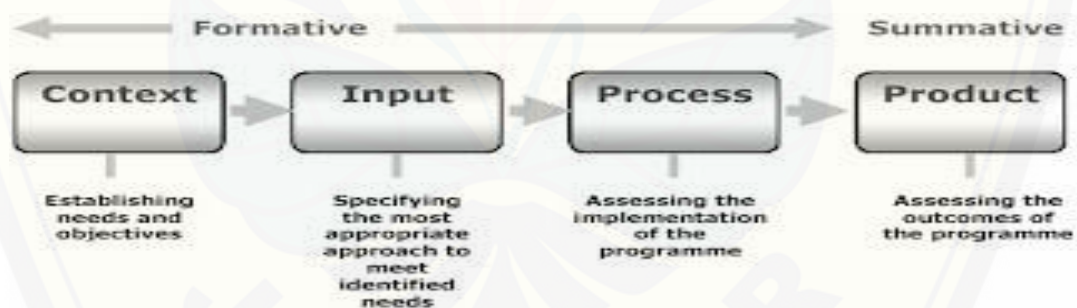 Formative Summative
Context Input Process Product
Establishing
needs and
objectives
Specifying
the most
appropriate
approach to
meet
identified
needs
Assessing the
implementation
of the
programme
Assessing the
outcomes of
the programme